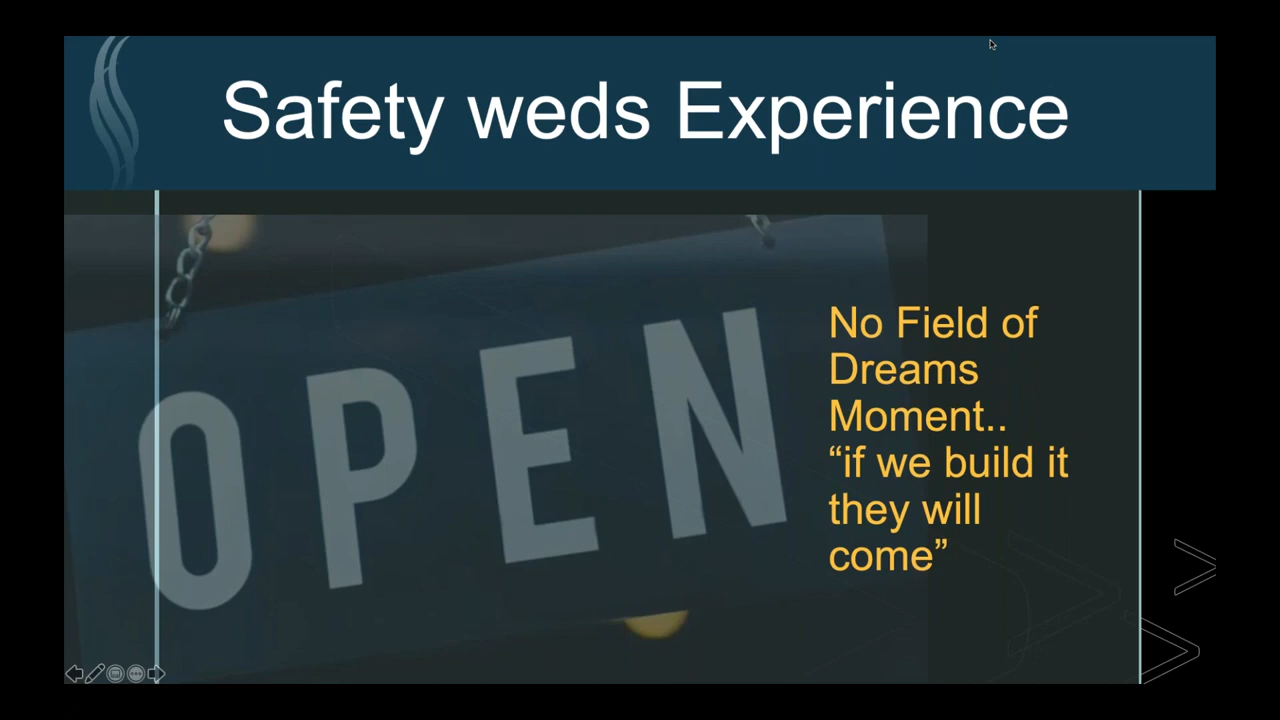 Safety weds Experience
OPEN
No Field of
Dreams
Moment..
“if we build it
they will
come”